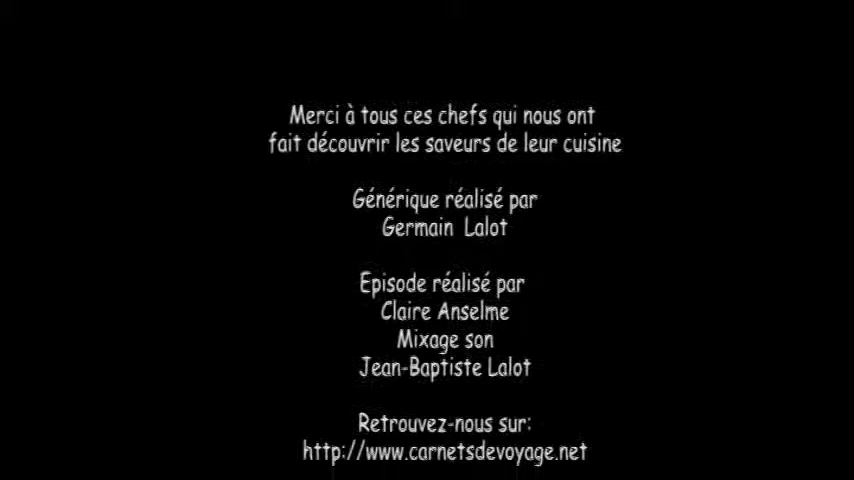 Merci à tous ces chefs qui nous ont
fait découvrir les saveurs de leur cuisine
Générique réalisé par
Germain Lalot
Episode réalisé par
Claire Anselme
Mixage son
Jean-Baptiste Lalot
Retrouvez-nous sur:
http://www.carnetsdevoyage.net